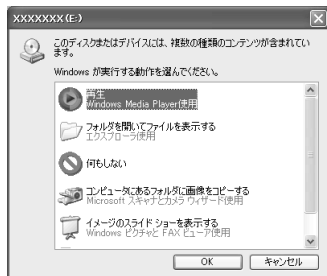 XXXXXXX (E:)
このディスクまたはデバイスには、複数の種類のコンテンツが含まれてい
ます。
Windows が実行する動作を選んでください。
再生
Windows Media Player使用
フォルダを開いてファイルを表示する
エクスプローラ使用
何もしない
コンピュータにあるフォルダに画像をコピーする
Microsoft スキャナとカメラ ウィザード使用
イメージのスライド ショーを表示する
Windows ピクチャと FAX ビューア使用
OK
キャンセル